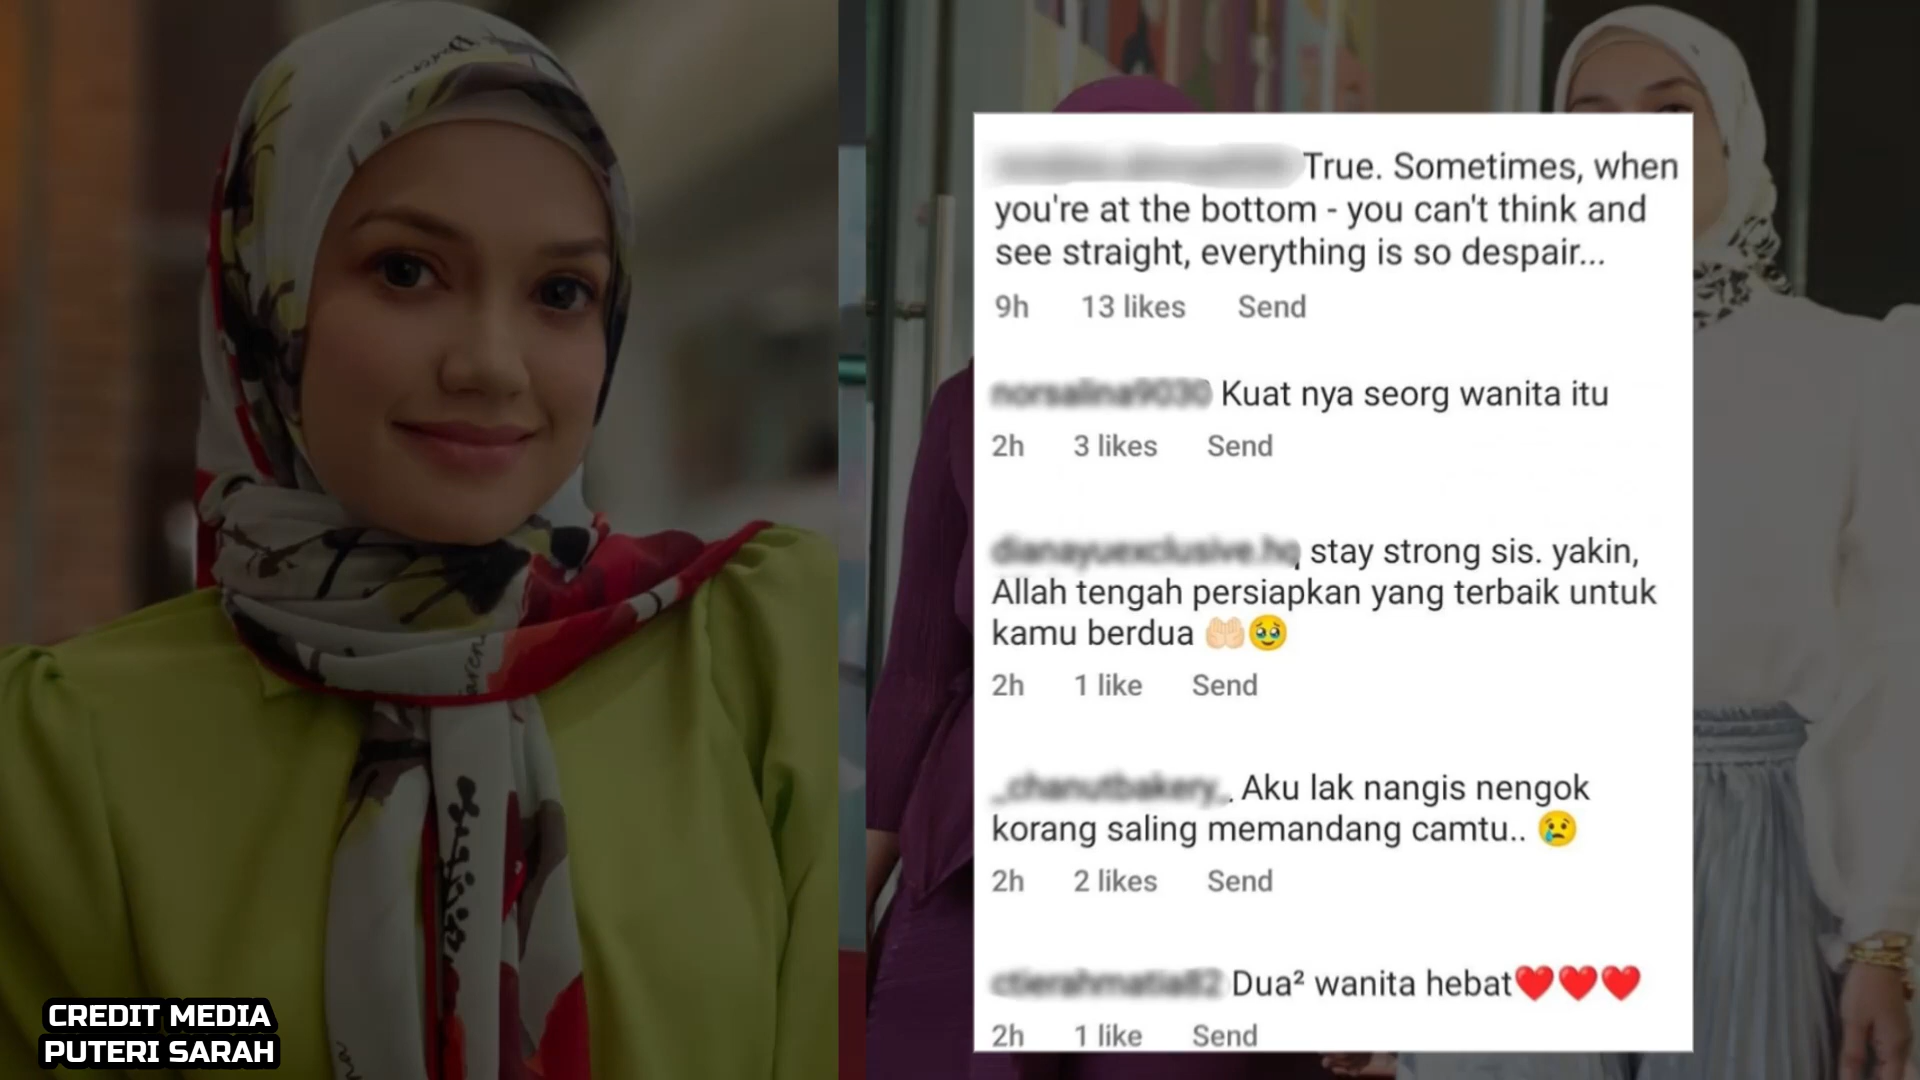 True. Sometimes, when
you're at the bottom - you can't think and
see straight, everything is so despair...
9h 13 likes Send
Kuat nya seorg wanita itu
2h 3 likes Send
stay strong sis. yakin,
Allah tengah persiapkan yang terbaik untuk
kamu berdua 🤲🏻🥹
2h 1 like Send
Aku lak nangis nengok
korang saling memandang camtu.. 😢
2h 2 likes Send
Dua² wanita hebat❤️❤️❤️
2h 1 like Send
CREDIT MEDIA
PUTERI SARAH